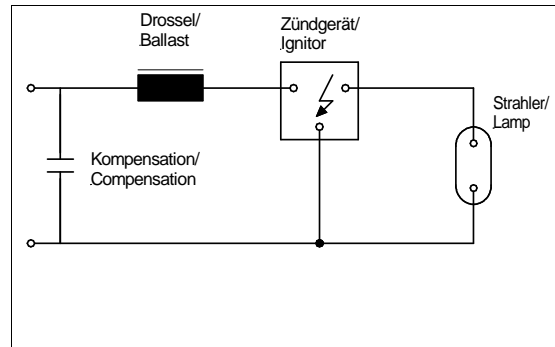 Drossel/
Ballast
Zündgerät/
Ignitor
Strahler/
Lamp
Kompensation/
Compensation